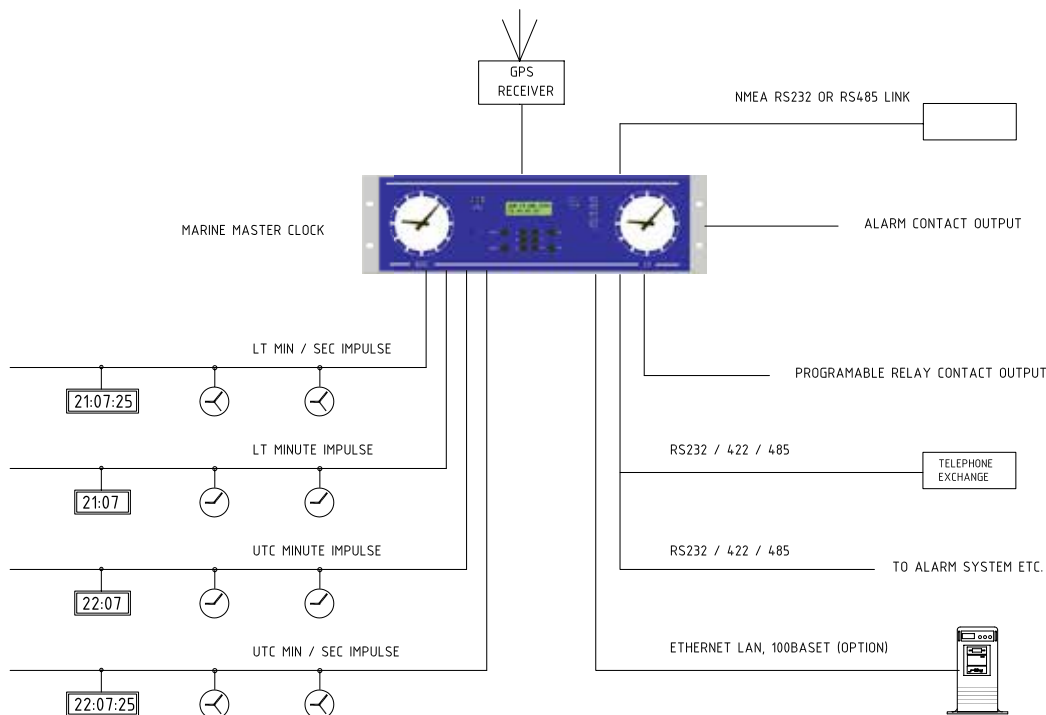 GPS
RECEIVER
NMEA RS232 OR RS485 LINK
MARINE MASTER CLOCK
ALARM CONTACT OUTPUT
LT MIN / SEC IMPULSE
PROGRAMABLE RELAY CONTACT OUTPUT
21:07:25
LT MINUTE IMPULSE
RS232 / 422 / 485
TELEPHONE
EXCHANGE
21:07
UTC MINUTE IMPULSE
RS232 / 422 / 485
TO ALARM SYSTEM ETC.
22:07
UTC MIN / SEC IMPULSE
ETHERNET LAN, 100BASET (OPTION)
22:07:25